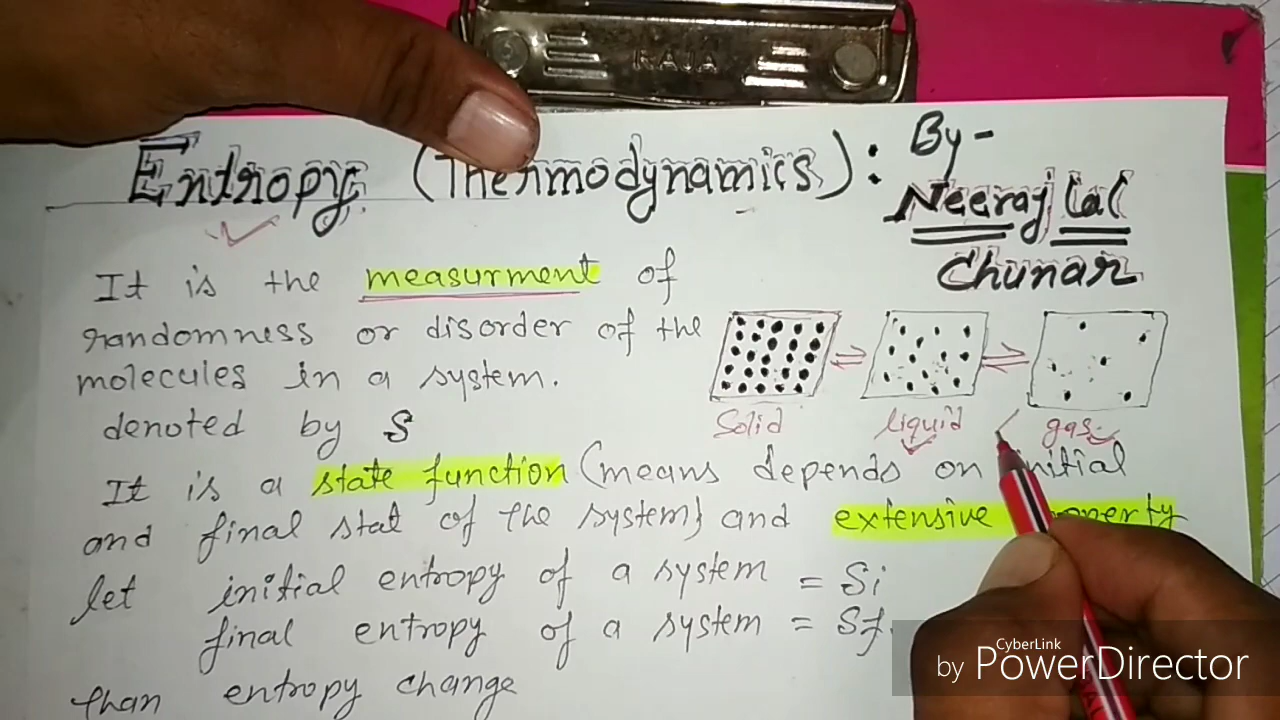 RAJA
Entropy (Thermodynamics) : By -
Neeraj Lal
Chunar
It is the measurment of
randomness or disorder of the
molecules in a system.
denoted by S
Solid liquid gas
It is a state function (means depends on initial
and final stat of the system) and extensive property
let initial entropy of a system = Si
final entropy of a system = Sf.
than entropy change
CyberLink
by PowerDirector